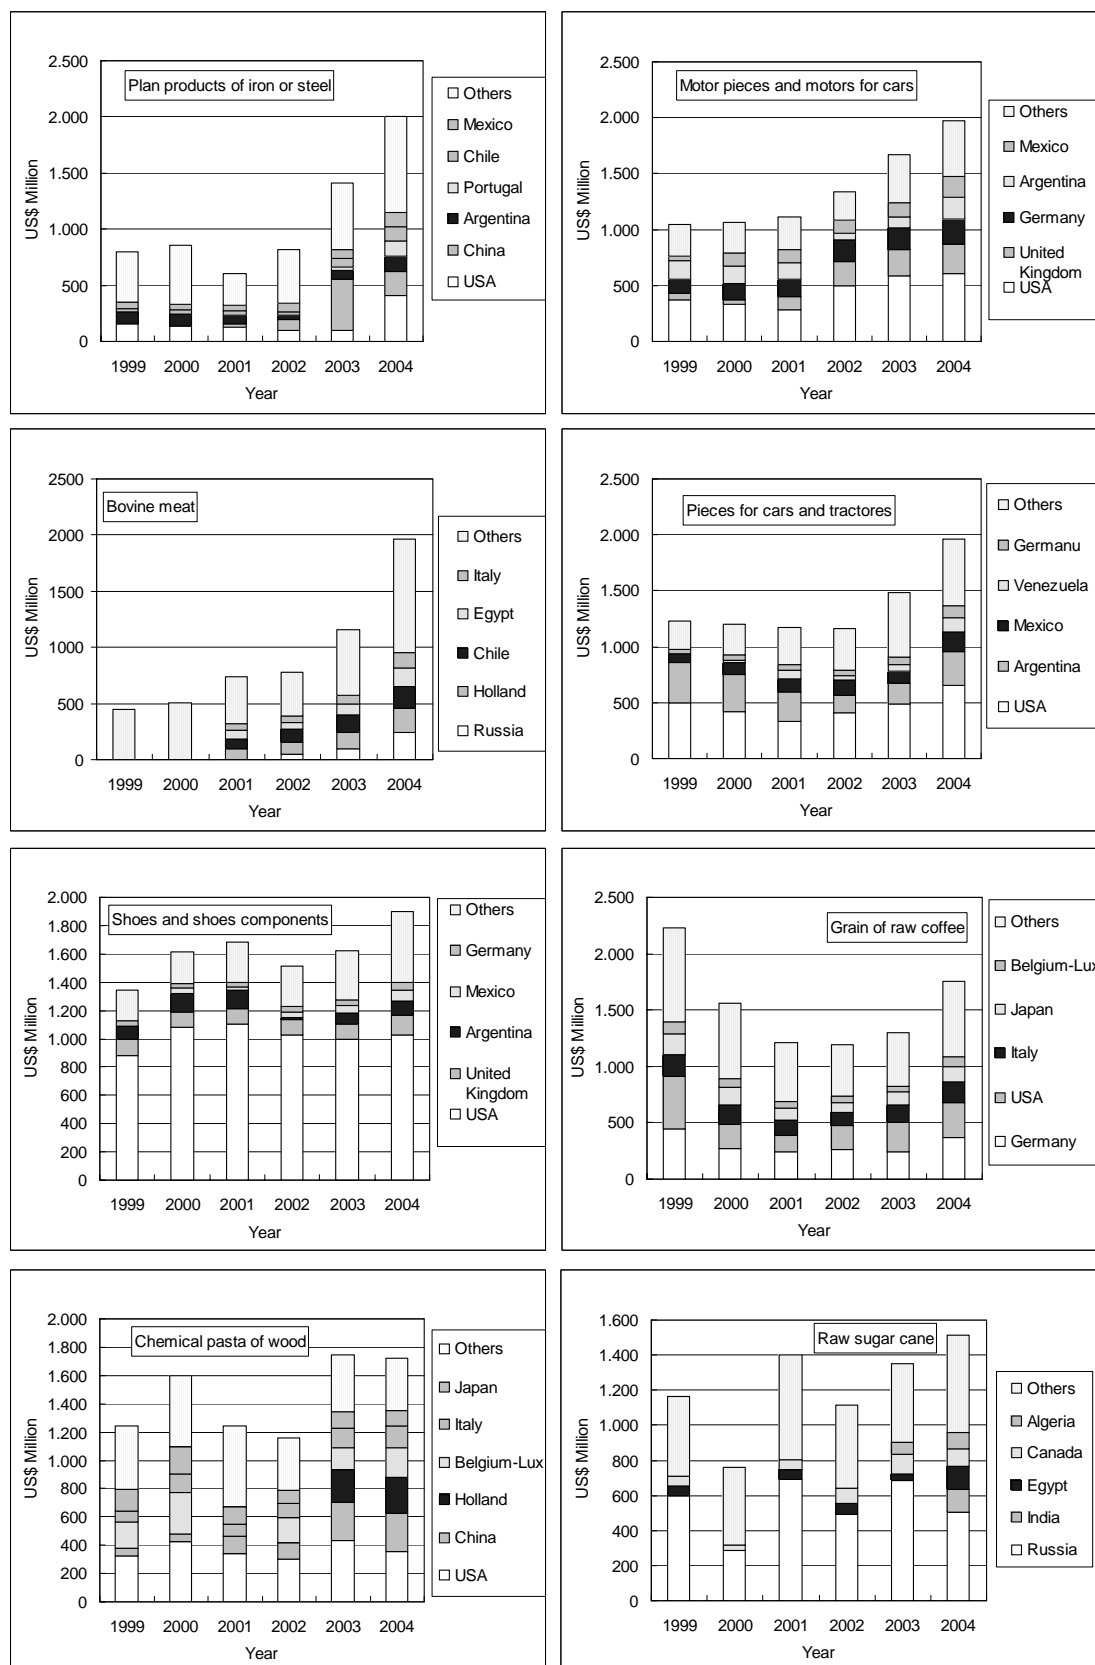 Plan products of iron or steel
US$ Million
2.500
2.000
1.500
1.000
500
0
1999 2000 2001 2002 2003 2004
Year
Others
Mexico
Chile
Portugal
Argentina
China
USA
Motor pieces and motors for cars
US$ Million
2.500
2.000
1.500
1.000
500
0
1999 2000 2001 2002 2003 2004
Year
Others
Mexico
Argentina
Germany
United
Kingdom
USA
Bovine meat
US$ Million
2500
2000
1500
1000
500
0
1999 2000 2001 2002 2003 2004
Year
Others
Italy
Egypt
Chile
Holland
Russia
Pieces for cars and tractores
US$ Million
2.500
2.000
1.500
1.000
500
0
1999 2000 2001 2002 2003 2004
Year
Others
Germanu
Venezuela
Mexico
Argentina
USA
Shoes and shoes components
US$ Million
2.000
1.800
1.600
1.400
1.200
1.000
800
600
400
200
0
1999 2000 2001 2002 2003 2004
Year
Others
Germany
Mexico
Argentina
United
Kingdom
USA
Grain of raw coffee
US$ Million
2.500
2.000
1.500
1.000
500
0
1999 2000 2001 2002 2003 2004
Year
Others
Belgium-Lux
Japan
Italy
USA
Germany
Chemical pasta of wood
US$ Million
2.000
1.800
1.600
1.400
1.200
1.000
800
600
400
200
0
1999 2000 2001 2002 2003 2004
Year
Others
Japan
Italy
Belgium-Lux
Holland
China
USA
Raw sugar cane
US$ Million
1.600
1.400
1.200
1.000
800
600
400
200
0
1999 2000 2001 2002 2003 2004
Year
Others
Algeria
Canada
Egypt
India
Russia